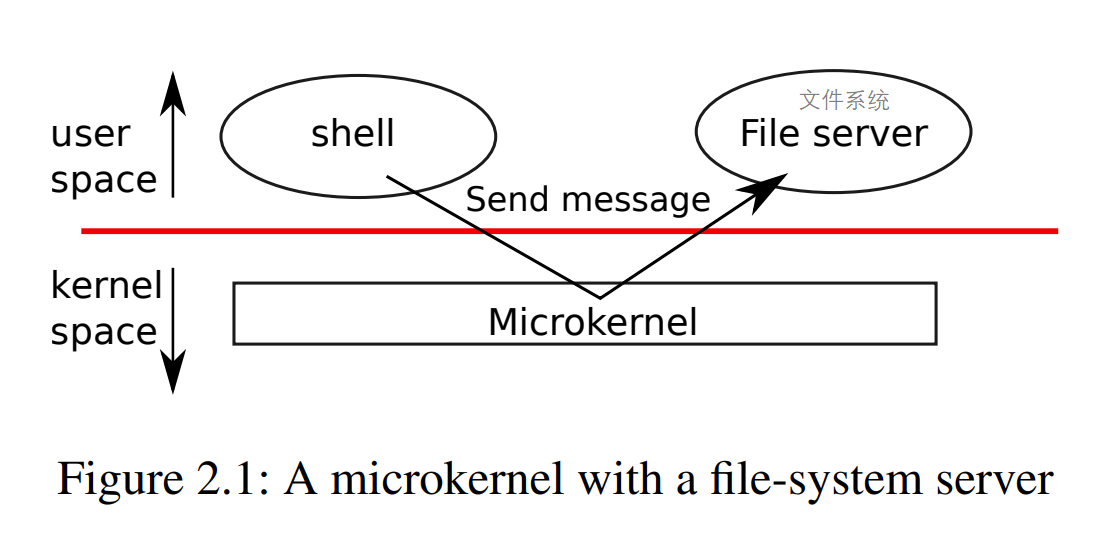 文件系统
user
space
shell
File server
Send message
kernel
space
Microkernel
Figure 2.1: A microkernel with a file-system server